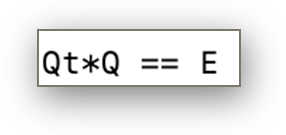 Qt*Q == E